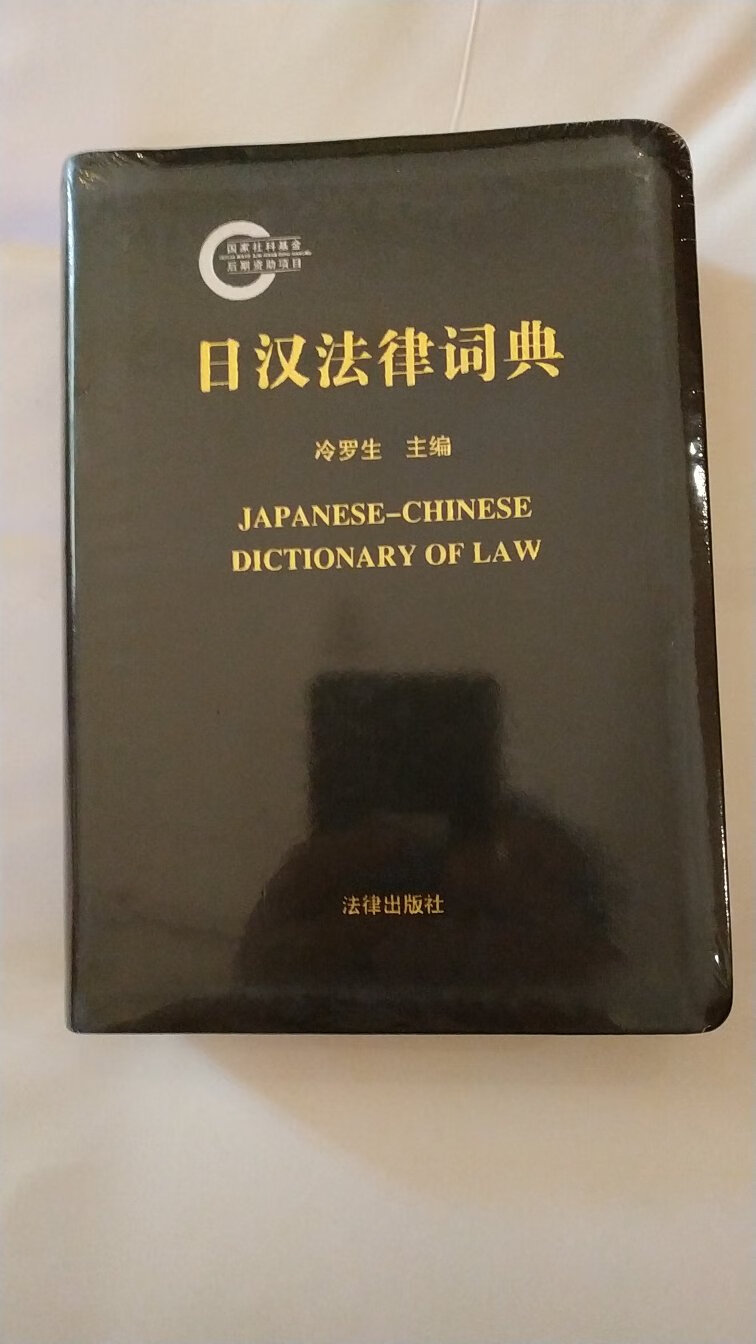 国家社科基金
后期资助项目
日汉法律词典
冷罗生 主编
JAPANESE-CHINESE
DICTIONARY OF LAW
法律出版社